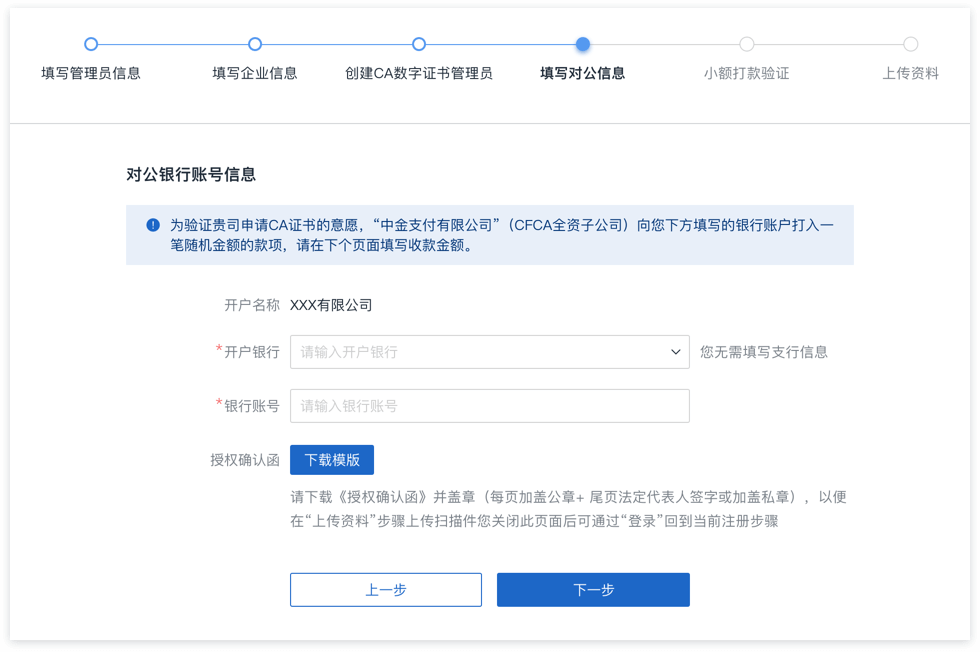 填写管理员信息
填写企业信息
创建CA数字证书管理员
填写对公信息
小额打款验证
上传资料
对公银行账号信息
为验证贵司申请CA证书的意愿，“中金支付有限公司”（CFCA全资子公司）向您下方填写的银行账户打入一
笔随机金额的款项，请在下个页面填写收款金额。
开户名称 XXX有限公司
*开户银行 请输入开户银行 您无需填写支行信息
*银行账号 请输入银行账号
授权确认函 下载模版
请下载《授权确认函》并盖章（每页加盖公章+ 尾页法定代表人签字或加盖私章），以便
在“上传资料”步骤上传扫描件您关闭此页面后可通过“登录”回到当前注册步骤
上一步 下一步